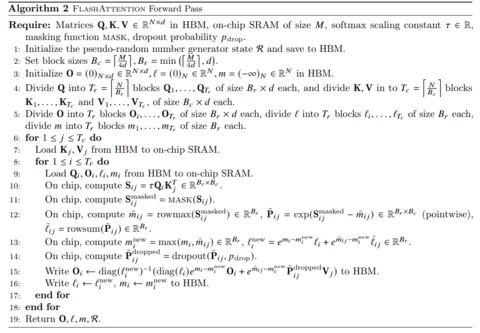 Algorithm 2 FLASHATTENTION Forward Pass
Require: Matrices Q, K, V ∈ ℝ^{N×d} in HBM, on-chip SRAM of size M, softmax scaling constant τ ∈ ℝ,
masking function MASK, dropout probability p_drop.
1: Initialize the pseudo-random number generator state R and save to HBM.
2: Set block sizes B_c = ⌈M/4d⌉, B_r = min(⌈M/4d⌉, d).
3: Initialize O = (0)_{N×d} ∈ ℝ^{N×d}, ℓ = (0)_N ∈ ℝ^N, m = (−∞)_N ∈ ℝ^N in HBM.
4: Divide Q into T_r = ⌈N/B_r⌉ blocks Q_1, . . . , Q_{T_r} of size B_r × d each, and divide K, V in to T_c = ⌈N/B_c⌉ blocks
K_1, . . . , K_{T_c} and V_1, . . . , V_{T_c}, of size B_c × d each.
5: Divide O into T_r blocks O_i, . . . , O_{T_r} of size B_r × d each, divide ℓ into T_r blocks ℓ_i, . . . , ℓ_{T_r} of size B_r each,
divide m into T_r blocks m_1, . . . , m_{T_r} of size B_r each.
6: for 1 ≤ j ≤ T_c do
7: Load K_j, V_j from HBM to on-chip SRAM.
8: for 1 ≤ i ≤ T_r do
9: Load Q_i, O_i, ℓ_i, m_i from HBM to on-chip SRAM.
10: On chip, compute S_{ij} = τQ_iK_j^T ∈ ℝ^{B_r×B_c}.
11: On chip, compute S_{ij}^{masked} = MASK(S_{ij}).
12: On chip, compute m̃_{ij} = rowmax(S_{ij}^{masked}) ∈ ℝ^{B_r}, P̃_{ij} = exp(S_{ij}^{masked} − m̃_{ij}) ∈ ℝ^{B_r×B_c} (pointwise),
ℓ̃_{ij} = rowsum(P̃_{ij}) ∈ ℝ^{B_r}.
13: On chip, compute m_i^{new} = max(m_i, m̃_{ij}) ∈ ℝ^{B_r}, ℓ_i^{new} = e^{m_i−m_i^{new}} ℓ_i + e^{m̃_{ij}−m_i^{new}} ℓ̃_{ij} ∈ ℝ^{B_r}.
14: On chip, compute P̃_{ij}^{dropped} = dropout(P̃_{ij}, p_drop).
15: Write O_i ← diag(ℓ_i^{new})^{−1}(diag(ℓ_i)e^{m_i−m_i^{new}} O_i + e^{m̃_{ij}−m_i^{new}} P̃_{ij}^{dropped} V_j) to HBM.
16: Write ℓ_i ← ℓ_i^{new}, m_i ← m_i^{new} to HBM.
17: end for
18: end for
19: Return O, ℓ, m, R.